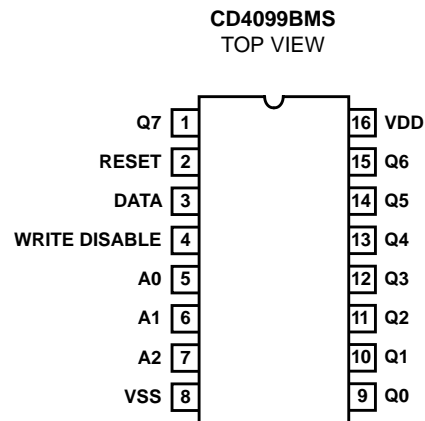 CD4099BMS
TOP VIEW
Q7 1 16 VDD
RESET 2 15 Q6
DATA 3 14 Q5
WRITE DISABLE 4 13 Q4
A0 5 12 Q3
A1 6 11 Q2
A2 7 10 Q1
VSS 8 9 Q0